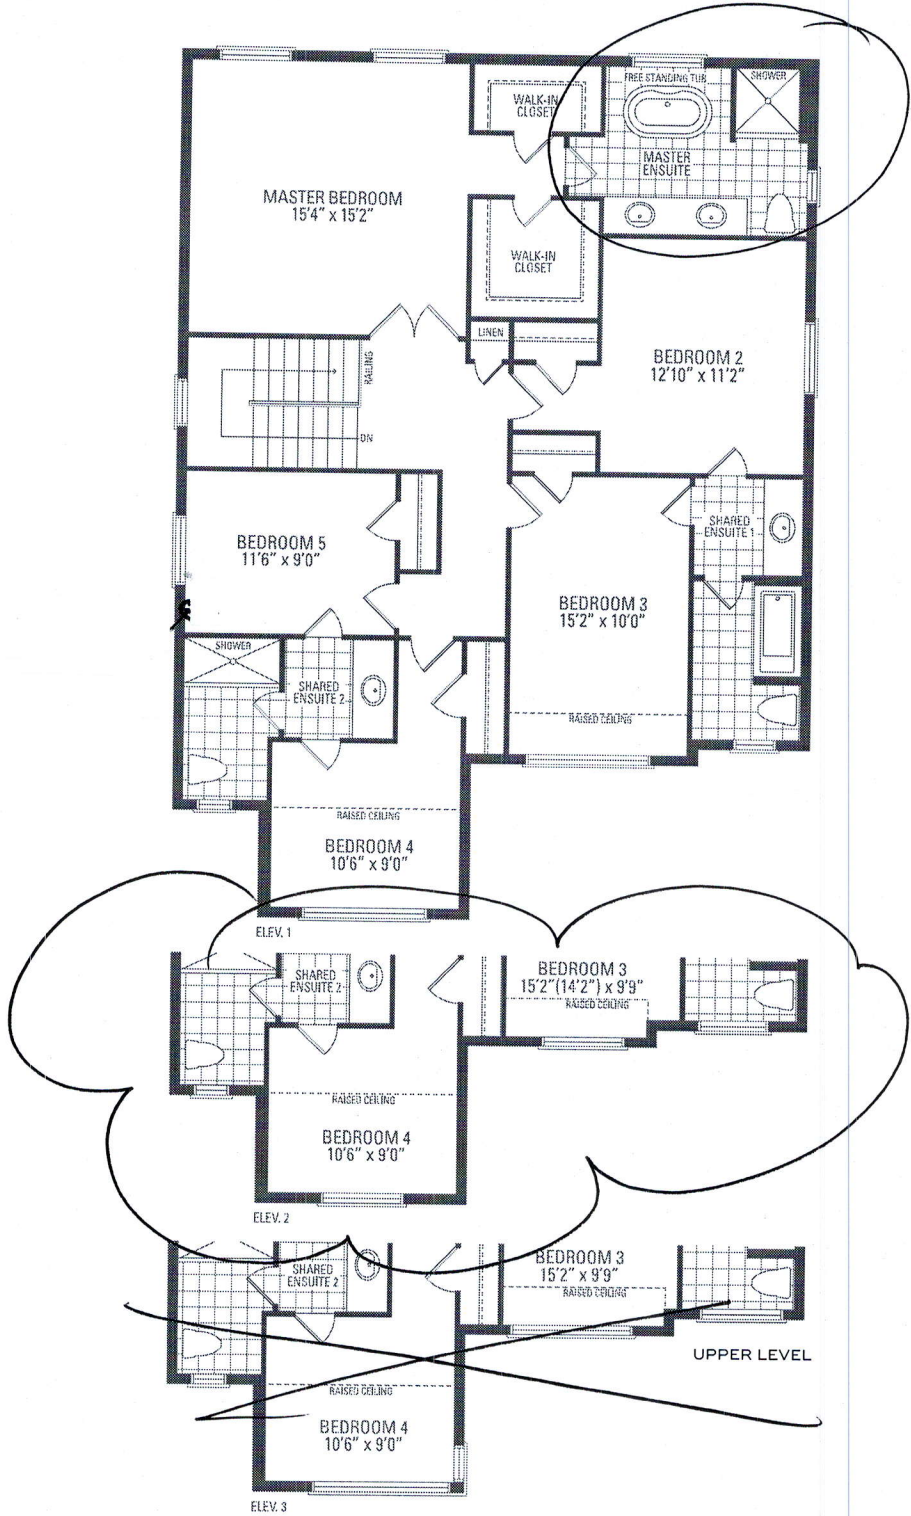 FREE STANDING TUB
SHOWER
WALK-IN
CLOSET
MASTER
ENSUITE
MASTER BEDROOM
15'4" x 15'2"
WALK-IN
CLOSET
LINEN
RAILING
BEDROOM 2
12'10" x 11'2"
DN
SHARED
ENSUITE 1
BEDROOM 5
11'6" x 9'0"
BEDROOM 3
15'2" x 10'0"
SHOWER
SHARED
ENSUITE 2
RAISED CEILING
RAISED CEILING
BEDROOM 4
10'6" x 9'0"
ELEV. 1
SHARED
ENSUITE 2
BEDROOM 3
15'2"(14'2") x 9'9"
RAISED CEILING
RAISED CEILING
BEDROOM 4
10'6" x 9'0"
ELEV. 2
SHARED
ENSUITE 2
BEDROOM 3
15'2" x 9'9"
RAISED CEILING
UPPER LEVEL
RAISED CEILING
BEDROOM 4
10'6" x 9'0"
ELEV. 3